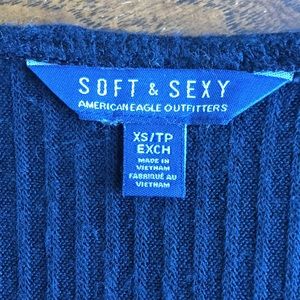 SOFT & SEXY
AMERICAN EAGLE OUTFITTERS
XS/TP
EXCH
MADE IN
VIETNAM
FABRIQUÉ AU
VIETNAM